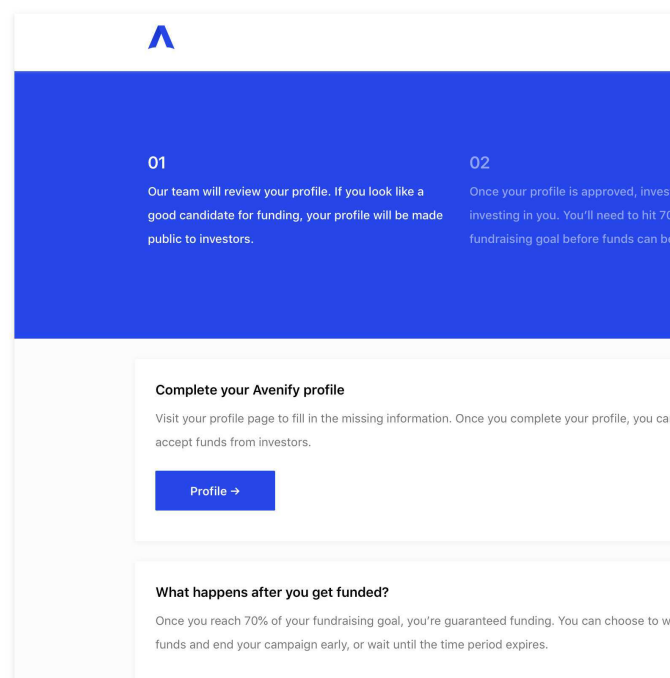 01
Our team will review your profile. If you look like a
good candidate for funding, your profile will be made
public to investors.
02
Once your profile is approved,
investing in you. You’ll need to hit
fundraising goal before funds can
Complete your Avenify profile
Visit your profile page to fill in the missing information. Once you complete your profile, you
accept funds from investors.
Profile →
What happens after you get funded?
Once you reach 70% of your fundraising goal, you’re guaranteed funding. You can choose to
funds and end your campaign early, or wait until the time period expires.